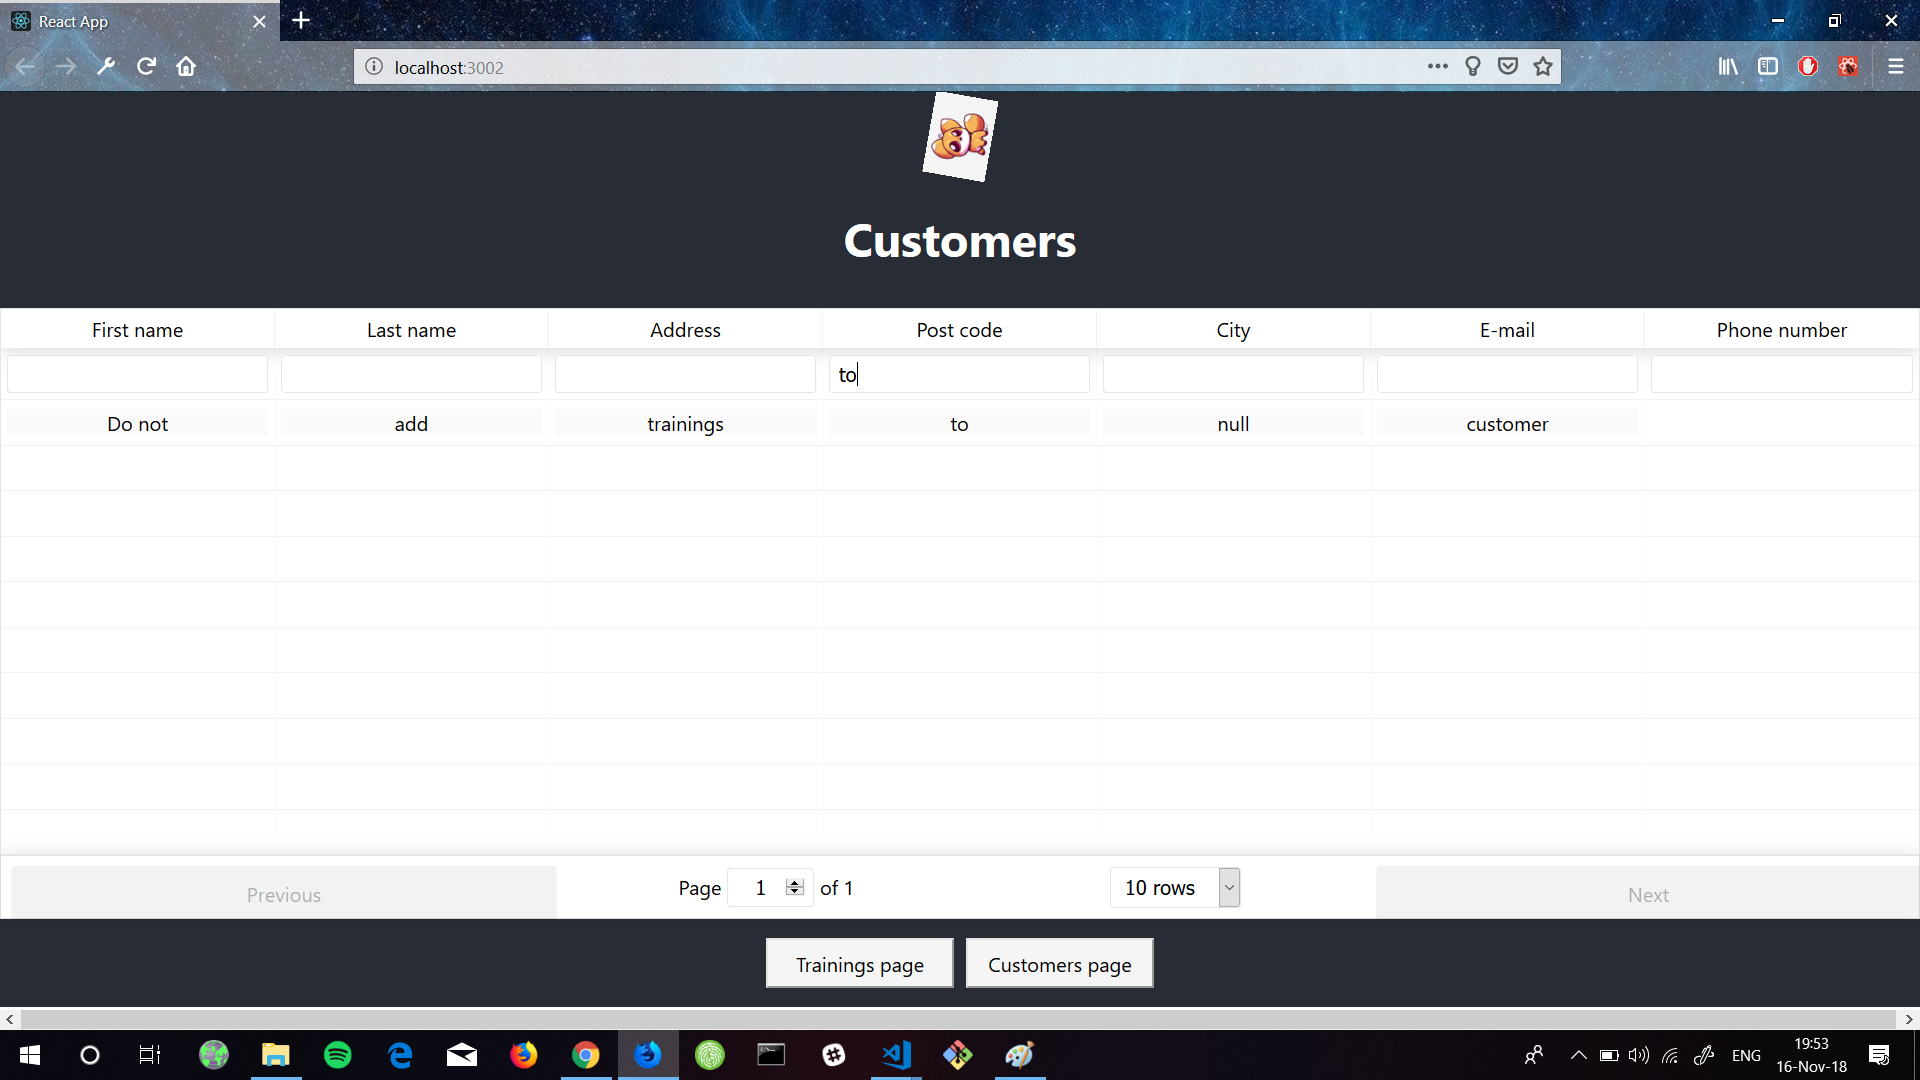 React App
localhost:3002
Customers
First name Last name Address Post code City E-mail Phone number
to
Do not add trainings to null customer
Previous Page 1 of 1 10 rows Next
Trainings page Customers page
ENG 19:53
16-Nov-18